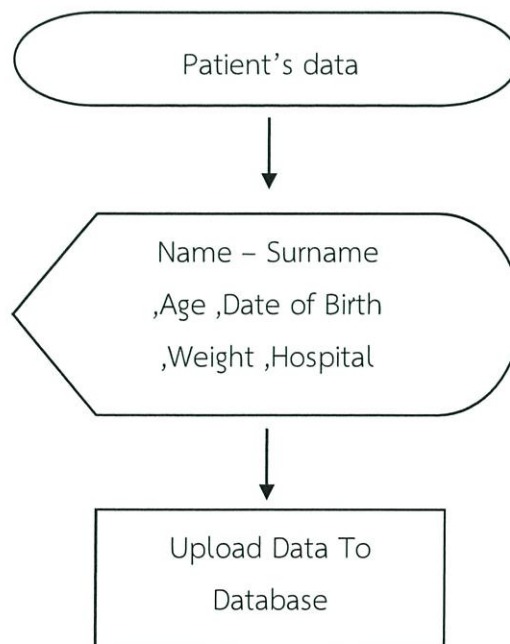 Patient’s data
Name – Surname
,Age ,Date of Birth
,Weight ,Hospital
Upload Data To
Database